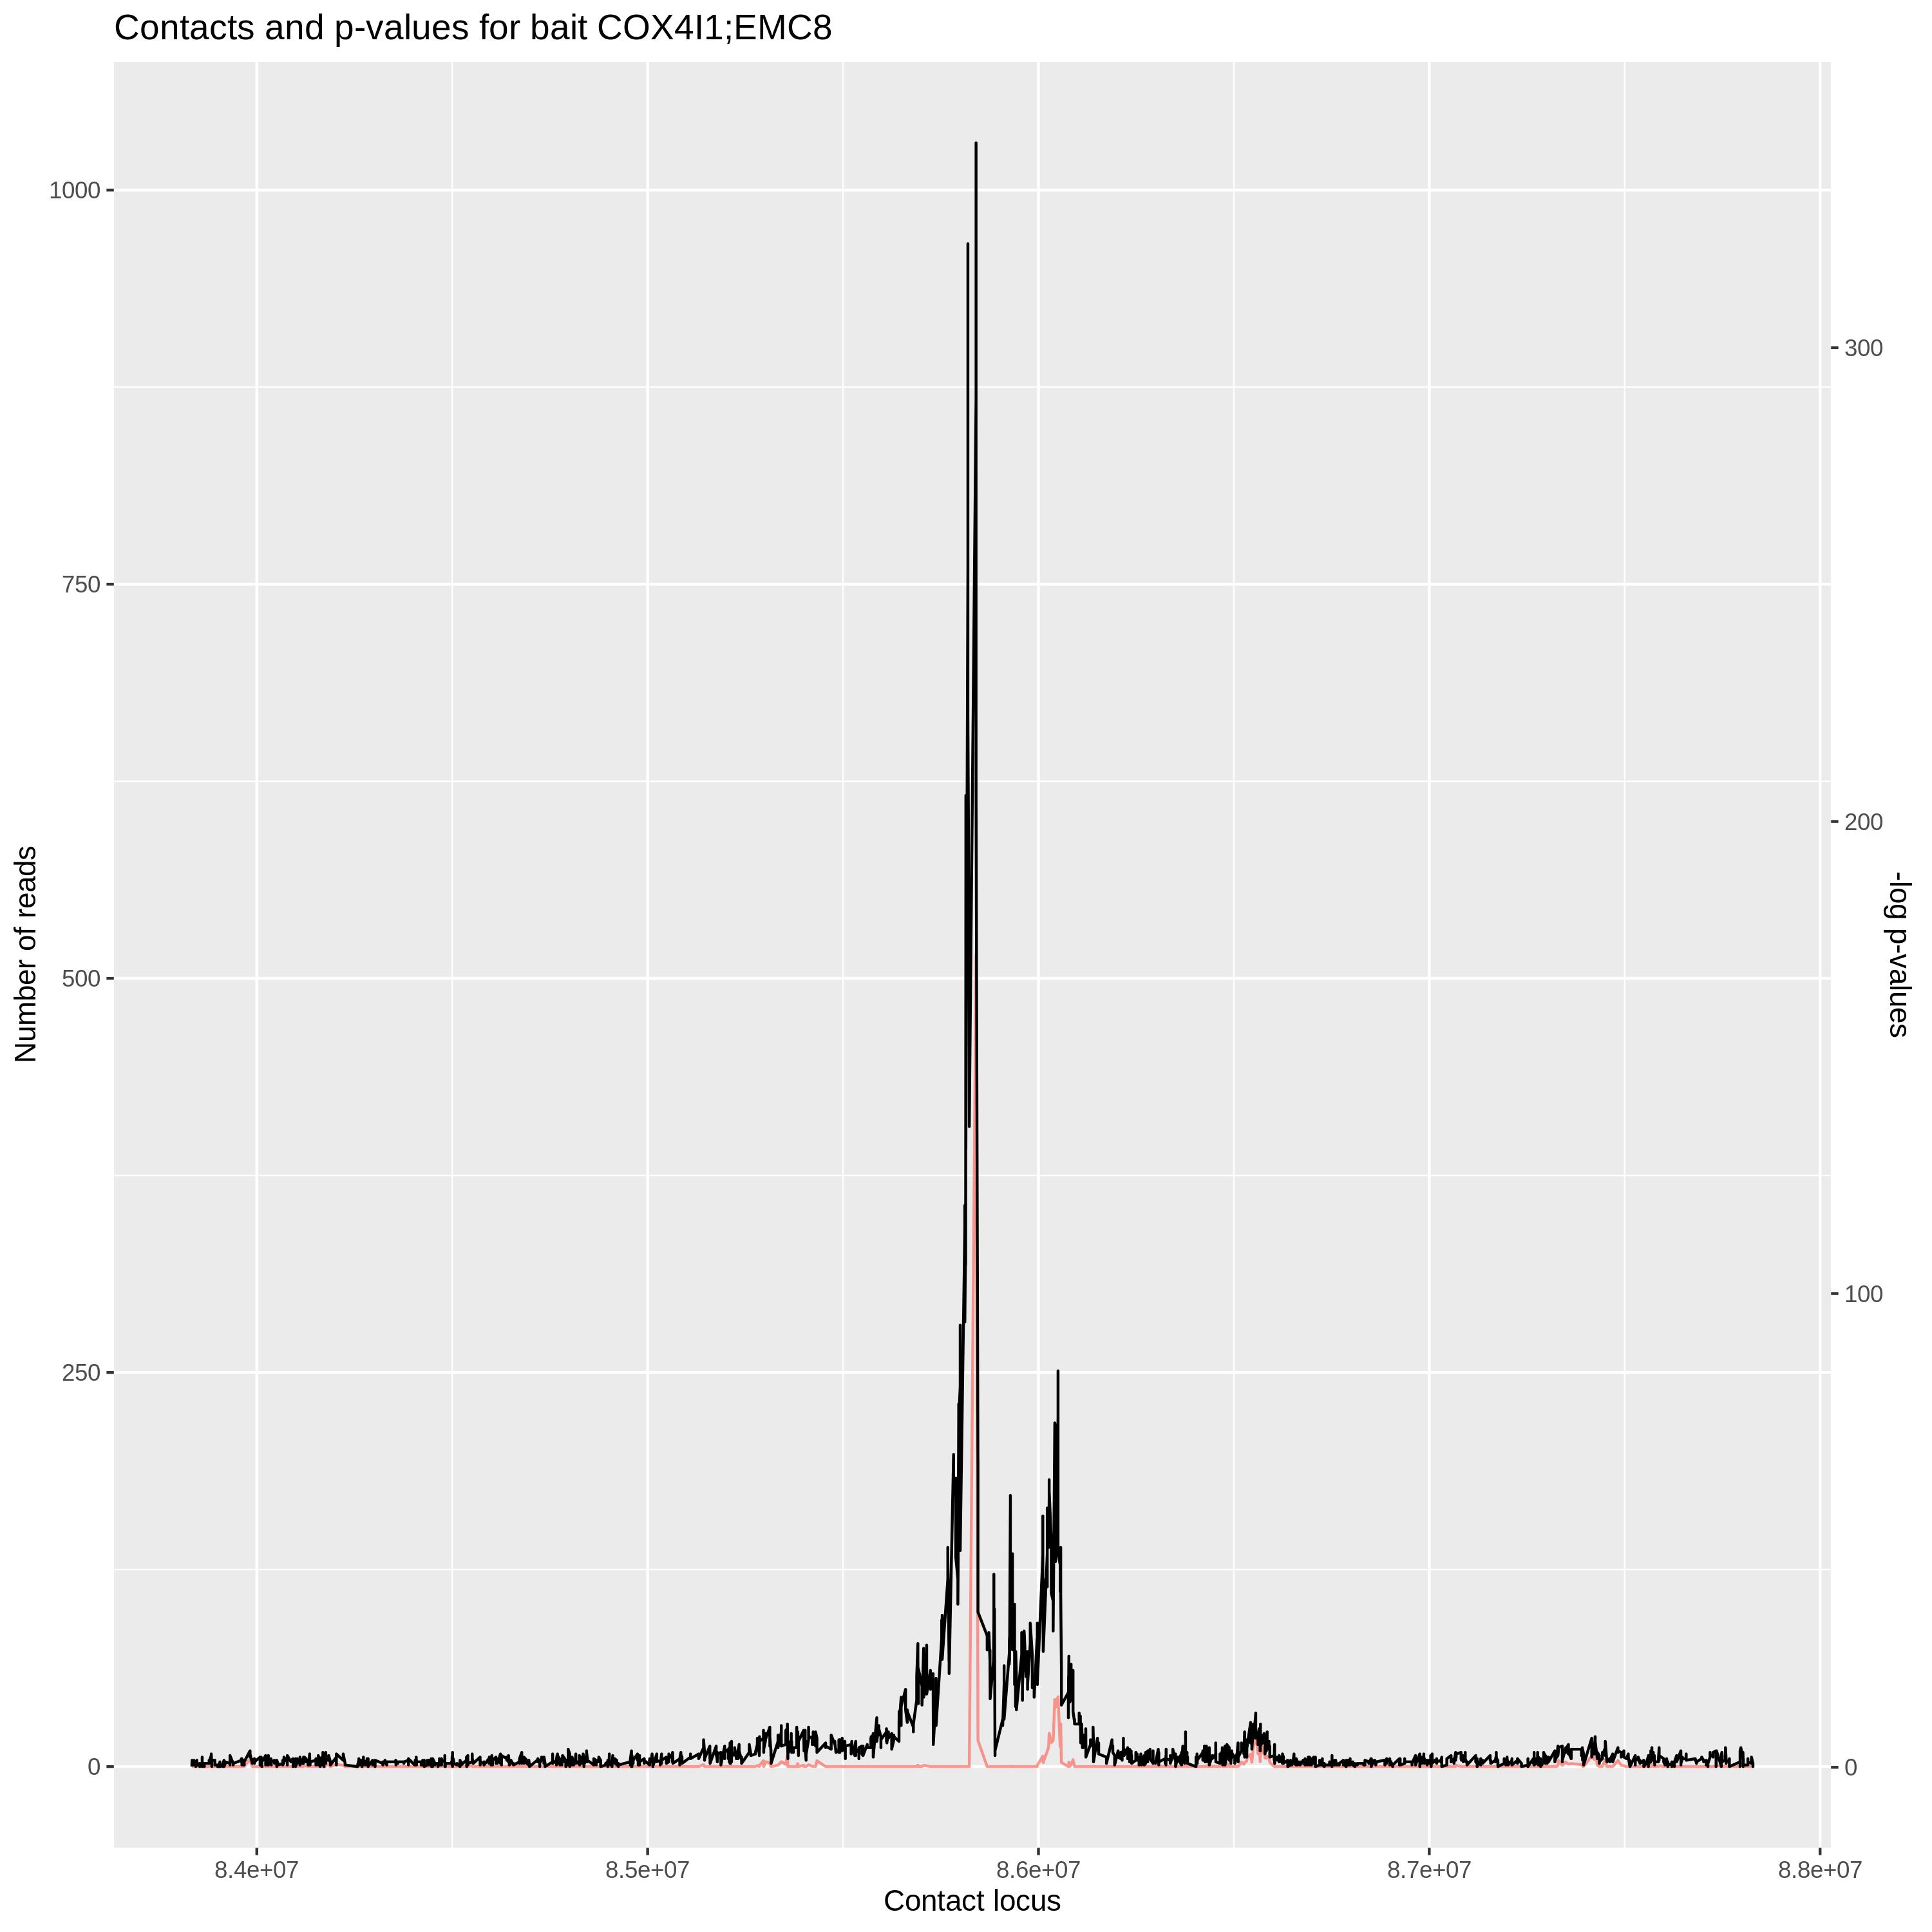 Contacts and p-values for bait COX4I1;EMC8
1000
750
500
250
0
Number of reads
300
200
100
0
-log p-values
8.4e+07
8.5e+07
8.6e+07
8.7e+07
8.8e+07
Contact locus